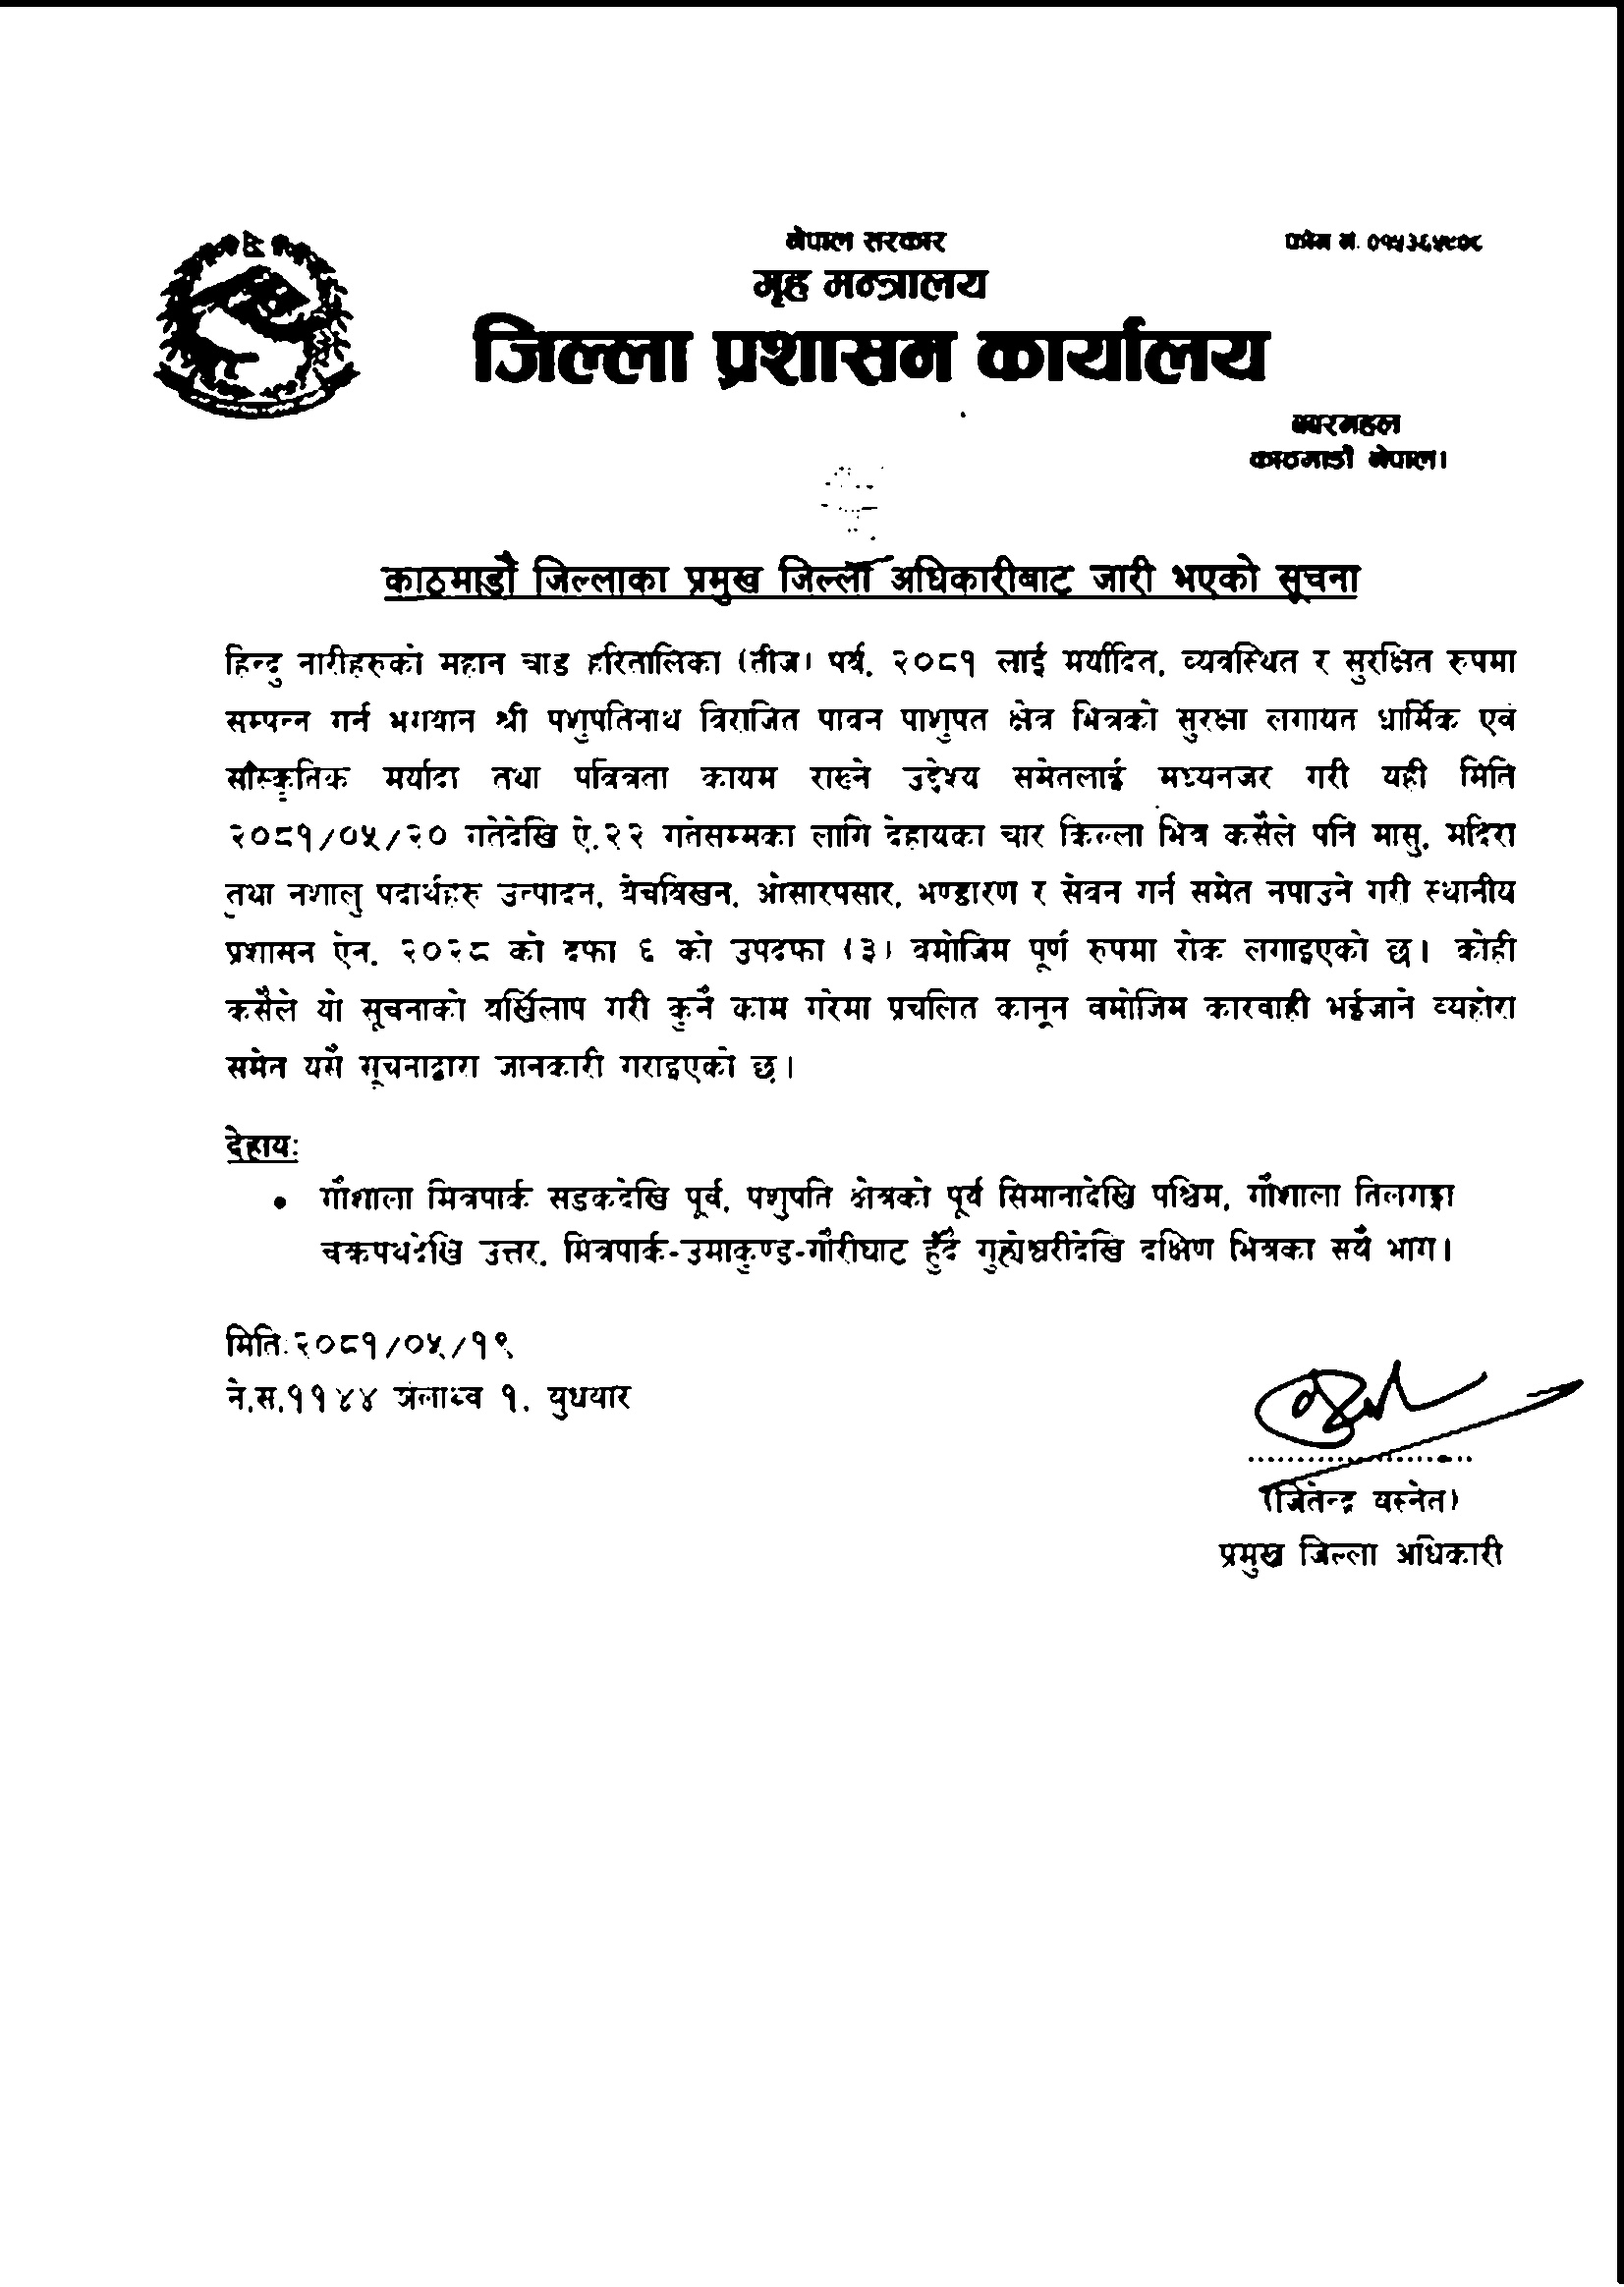 नेपाल सरकार
गृह मन्त्रालय
फोन नं.
जिल्ला प्रशासन कार्यालय
काठमाडौं नेपाल।
काठमाडौं जिल्लाका प्रमुख जिल्ला अधिकारीबाट जारी भएको सूचना
हिन्दु नारीहरुको महान चाड हरितालिका (तीज) पर्व, २०८१ लाई मर्यादित, व्यवस्थित र सुरक्षित रुपमा
सम्पन्न गर्न भगवान श्री पशुपतिनाथ विराजित पावन पाशुपत क्षेत्र भित्रको सुरक्षा लगायत धार्मिक एवं
साँस्कृतिक मर्यादा तथा पवित्रता कायम राख्ने उद्देश्य समेतलाई मध्यनजर गरी यही मिति
२०८१/०५/२० गतेदेखि ऐ.२२ गतेसम्मका लागि देहायका चार किल्ला भित्र कसैले पनि मासु, मदिरा
तथा नशालु पदार्थहरु उत्पादन, बेचबिखन, ओसारपसार, भण्डारण र सेवन गर्न समेत नपाउने गरी स्थानीय
प्रशासन ऐन, २०२८ को दफा ६ को उपदफा (३) बमोजिम पूर्ण रुपमा रोक लगाइएको छ। कोही
कसैले यो सूचनाको बर्खिलाप गरी कुनै काम गरेमा प्रचलित कानून बमोजिम कारवाही भईजाने व्यहोरा
समेत यसै सूचनाद्वारा जानकारी गराइएको छ।
देहाय:
• गौशाला मित्रपार्क सडकदेखि पूर्व, पशुपति क्षेत्रको पूर्व सिमानादेखि पश्चिम, गौशाला तिलगङ्गा
चक्रपथदेखि उत्तर, मित्रपार्क-उमाकुण्ड-गौरीघाट हुँदै गुह्येश्वरीदेखि दक्षिण भित्रका सबै भाग।
मिति:२०८१/०५/१९
ने.स.११४४ ञलाथ्व १, बुधबार
(जितेन्द्र बस्नेत)
प्रमुख जिल्ला अधिकारी